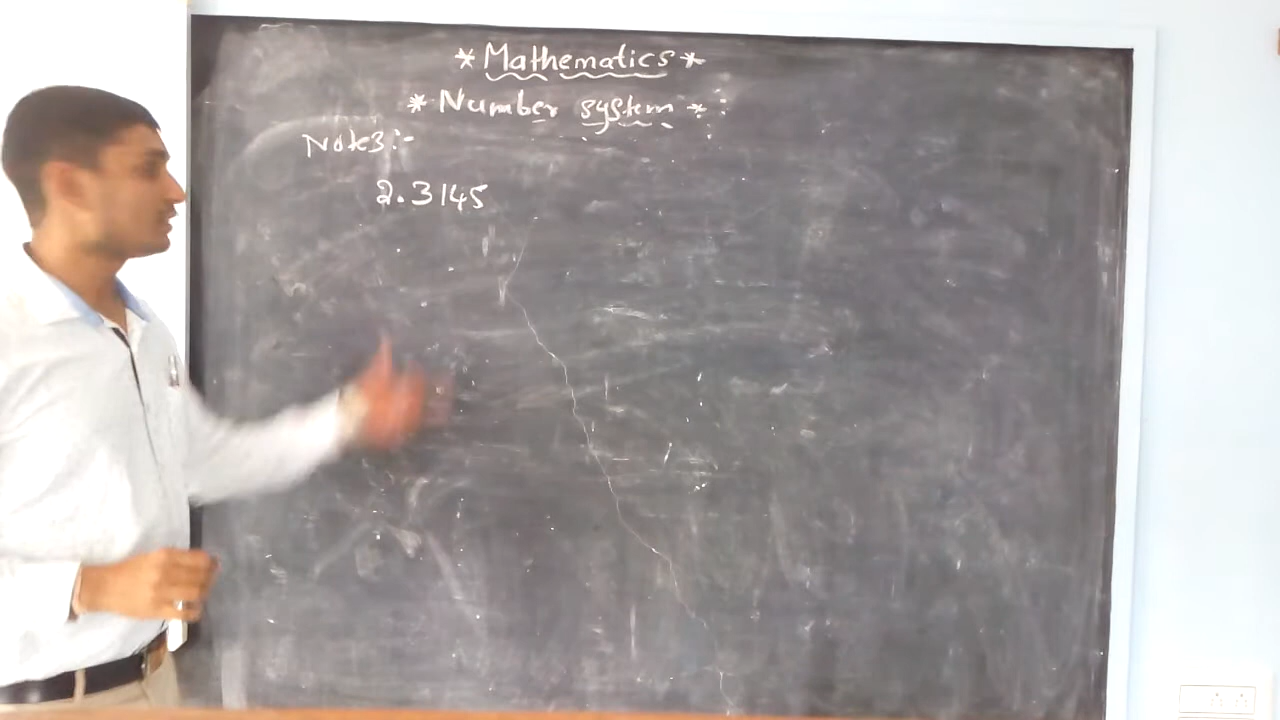 * Mathematics *
* Number system * :
Note3:-
2.3145